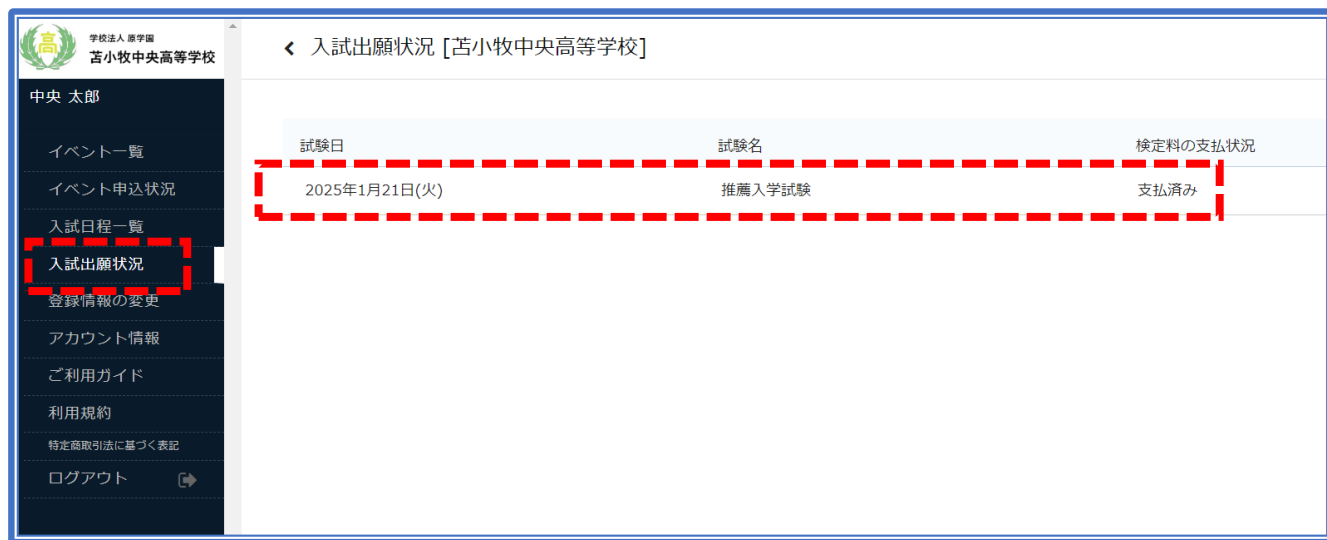 高
学校法人 原学園
苫小牧中央高等学校
中央 太郎
イベント一覧
イベント申込状況
入試日程一覧
入試出願状況
登録情報の変更
アカウント情報
ご利用ガイド
利用規約
特定商取引法に基づく表記
ログアウト
入試出願状況 [苫小牧中央高等学校]
試験日 試験名 検定料の支払状況
2025年1月21日(火) 推薦入学試験 支払済み